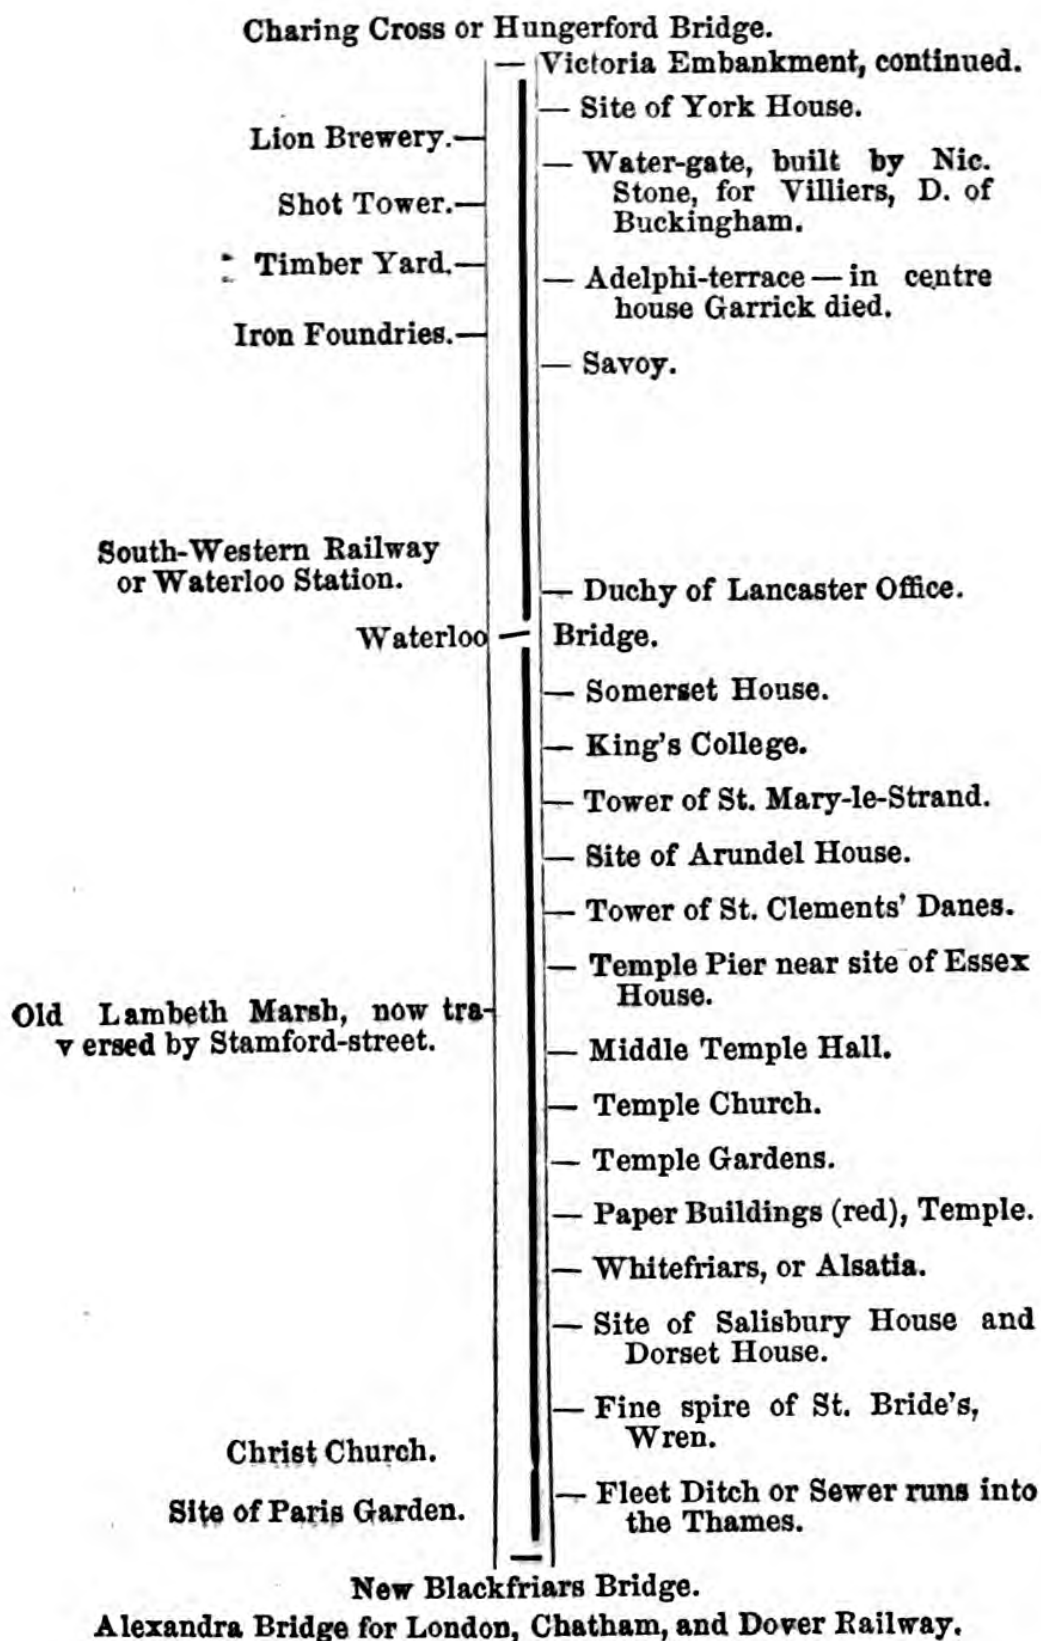 Charing Cross or Hungerford Bridge.
Victoria Embankment, continued.
Site of York House.
Lion Brewery.
Water-gate, built by Nic.
Stone, for Villiers, D. of
Buckingham.
Shot Tower.
Timber Yard.
Adelphi-terrace — in centre
house Garrick died.
Iron Foundries.
Savoy.
South-Western Railway
or Waterloo Station.
Duchy of Lancaster Office.
Waterloo Bridge.
Somerset House.
King's College.
Tower of St. Mary-le-Strand.
Site of Arundel House.
Tower of St. Clements' Danes.
Temple Pier near site of Essex
House.
Old Lambeth Marsh, now tra-
versed by Stamford-street.
Middle Temple Hall.
Temple Church.
Temple Gardens.
Paper Buildings (red), Temple.
Whitefriars, or Alsatia.
Site of Salisbury House and
Dorset House.
Fine spire of St. Bride's,
Wren.
Christ Church.
Fleet Ditch or Sewer runs into
the Thames.
Site of Paris Garden.
New Blackfriars Bridge.
Alexandra Bridge for London, Chatham, and Dover Railway.